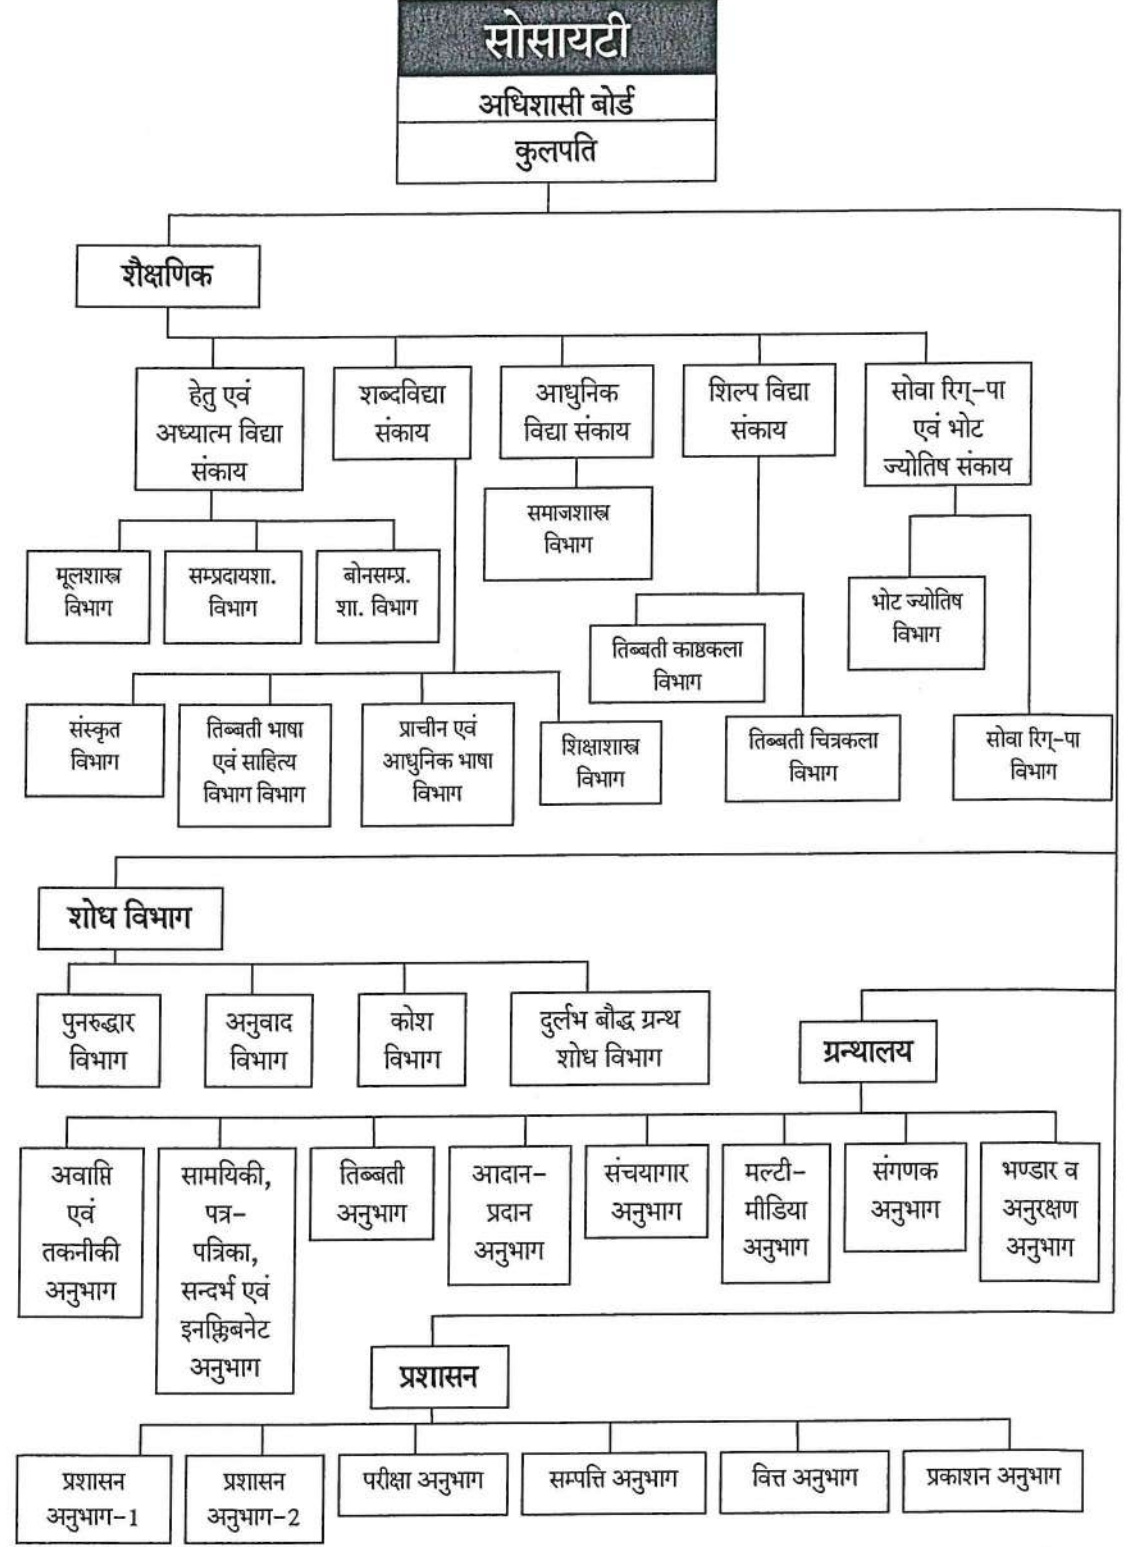 सोसायटी
अधिशासी बोर्ड
कुलपति
शैक्षणिक
हेतु एवं
अध्यात्म विद्या
संकाय
शब्दविद्या
संकाय
आधुनिक
विद्या संकाय
शिल्प विद्या
संकाय
सोवा रिग्-पा
एवं भोट
ज्योतिष संकाय
मूलशास्त्र
विभाग
सम्प्रदायशा.
विभाग
बोनसम्प्र.
शा. विभाग
समाजशास्त्र
विभाग
तिब्बती काष्ठकला
विभाग
भोट ज्योतिष
विभाग
संस्कृत
विभाग
तिब्बती भाषा
एवं साहित्य
विभाग विभाग
प्राचीन एवं
आधुनिक भाषा
विभाग
शिक्षाशास्त्र
विभाग
तिब्बती चित्रकला
विभाग
सोवा रिग्-पा
विभाग
शोध विभाग
पुनरुद्धार
विभाग
अनुवाद
विभाग
कोश
विभाग
दुर्लभ बौद्ध ग्रन्थ
शोध विभाग
ग्रन्थालय
अवाप्ति
एवं
तकनीकी
अनुभाग
सामयिकी,
पत्र-
पत्रिका,
सन्दर्भ एवं
इनफ्लिबनेट
अनुभाग
तिब्बती
अनुभाग
आदान-
प्रदान
अनुभाग
संचयागार
अनुभाग
मल्टी-
मीडिया
अनुभाग
संगणक
अनुभाग
भण्डार व
अनुरक्षण
अनुभाग
प्रशासन
प्रशासन
अनुभाग-1
प्रशासन
अनुभाग-2
परीक्षा अनुभाग
सम्पत्ति अनुभाग
वित्त अनुभाग
प्रकाशन अनुभाग